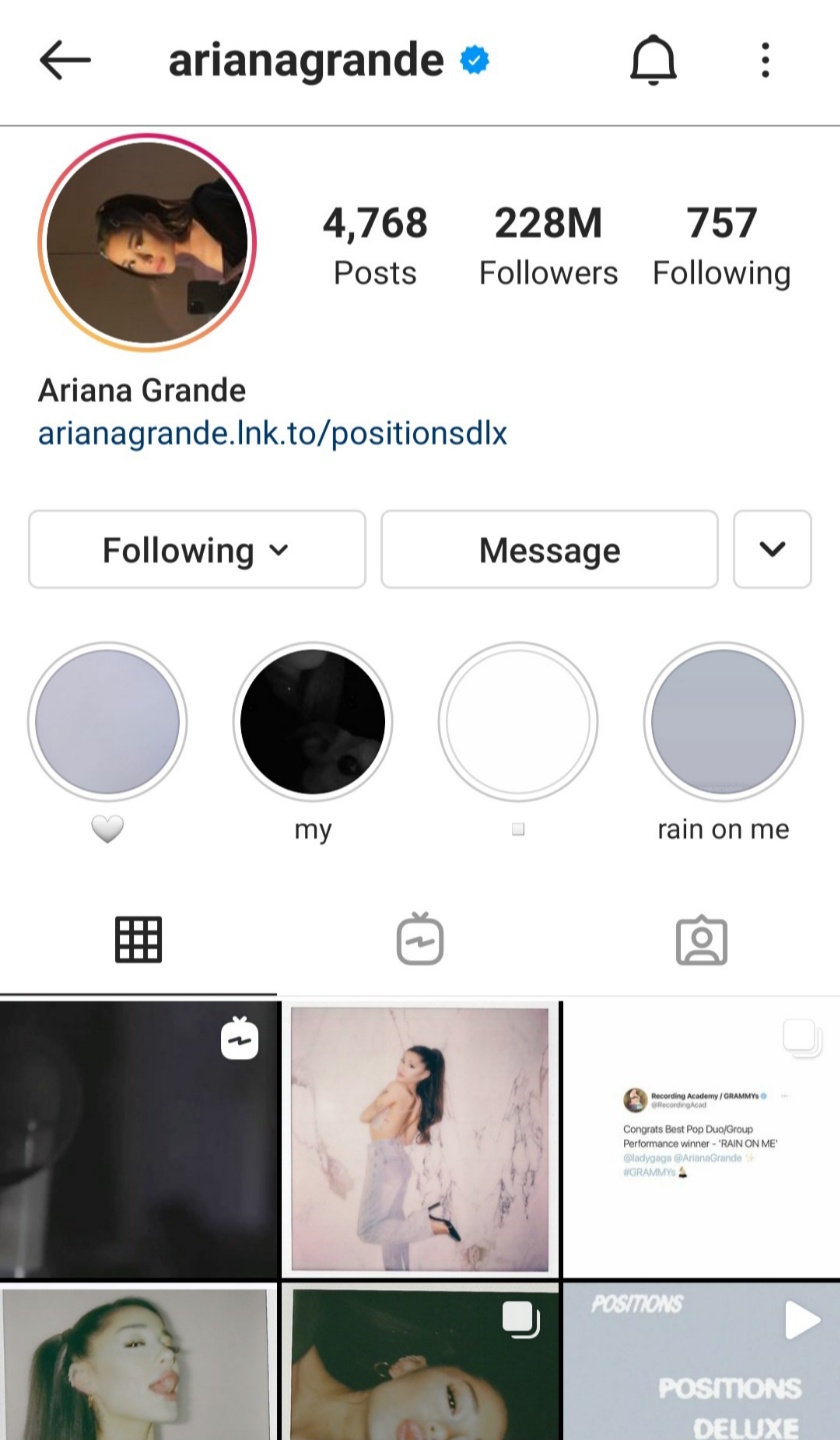 arianagrande
4,768 228M 757
Posts Followers Following
Ariana Grande
arianagrande.lnk.to/positionsdlx
Following Message
🤍 my ▫️ rain on me
Recording Academy / GRAMMYs
@RecordingAcad
Congrats Best Pop Duo/Group
Performance winner - 'RAIN ON ME'
@ladygaga @ArianaGrande ✨
#GRAMMYs
POSITIONS
POSITIONS
DELUXE